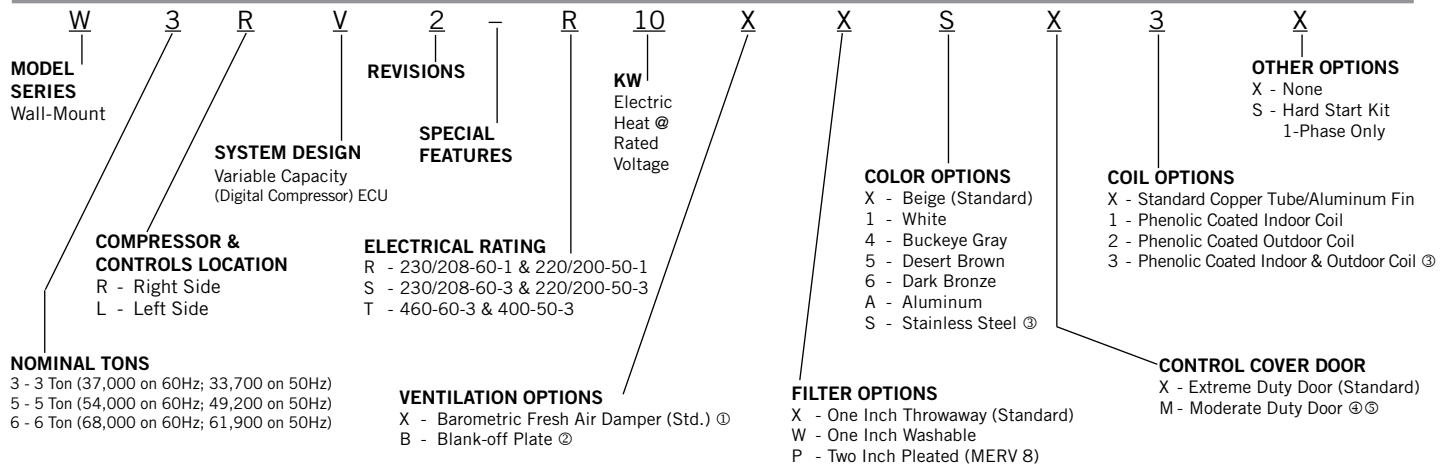 W 3 R V 2 – R 10 X X S X 3 X
MODEL
SERIES
Wall-Mount
REVISIONS
KW
Electric
Heat @
Rated
Voltage
OTHER OPTIONS
X - None
S - Hard Start Kit
1-Phase Only
SPECIAL
FEATURES
SYSTEM DESIGN
Variable Capacity
(Digital Compressor) ECU
COLOR OPTIONS
X - Beige (Standard)
1 - White
4 - Buckeye Gray
5 - Desert Brown
6 - Dark Bronze
A - Aluminum
S - Stainless Steel ③
COIL OPTIONS
X - Standard Copper Tube/Aluminum Fin
1 - Phenolic Coated Indoor Coil
2 - Phenolic Coated Outdoor Coil
3 - Phenolic Coated Indoor & Outdoor Coil ③
COMPRESSOR &
CONTROLS LOCATION
R - Right Side
L - Left Side
ELECTRICAL RATING
R - 230/208-60-1 & 220/200-50-1
S - 230/208-60-3 & 220/200-50-3
T - 460-60-3 & 400-50-3
NOMINAL TONS
3 - 3 Ton (37,000 on 60Hz; 33,700 on 50Hz)
5 - 5 Ton (54,000 on 60Hz; 49,200 on 50Hz)
6 - 6 Ton (68,000 on 60Hz; 61,900 on 50Hz)
VENTILATION OPTIONS
X - Barometric Fresh Air Damper (Std.) ①
B - Blank-off Plate ②
FILTER OPTIONS
X - One Inch Throwaway (Standard)
W - One Inch Washable
P - Two Inch Pleated (MERV 8)
CONTROL COVER DOOR
X - Extreme Duty Door (Standard)
M - Moderate Duty Door ④⑤